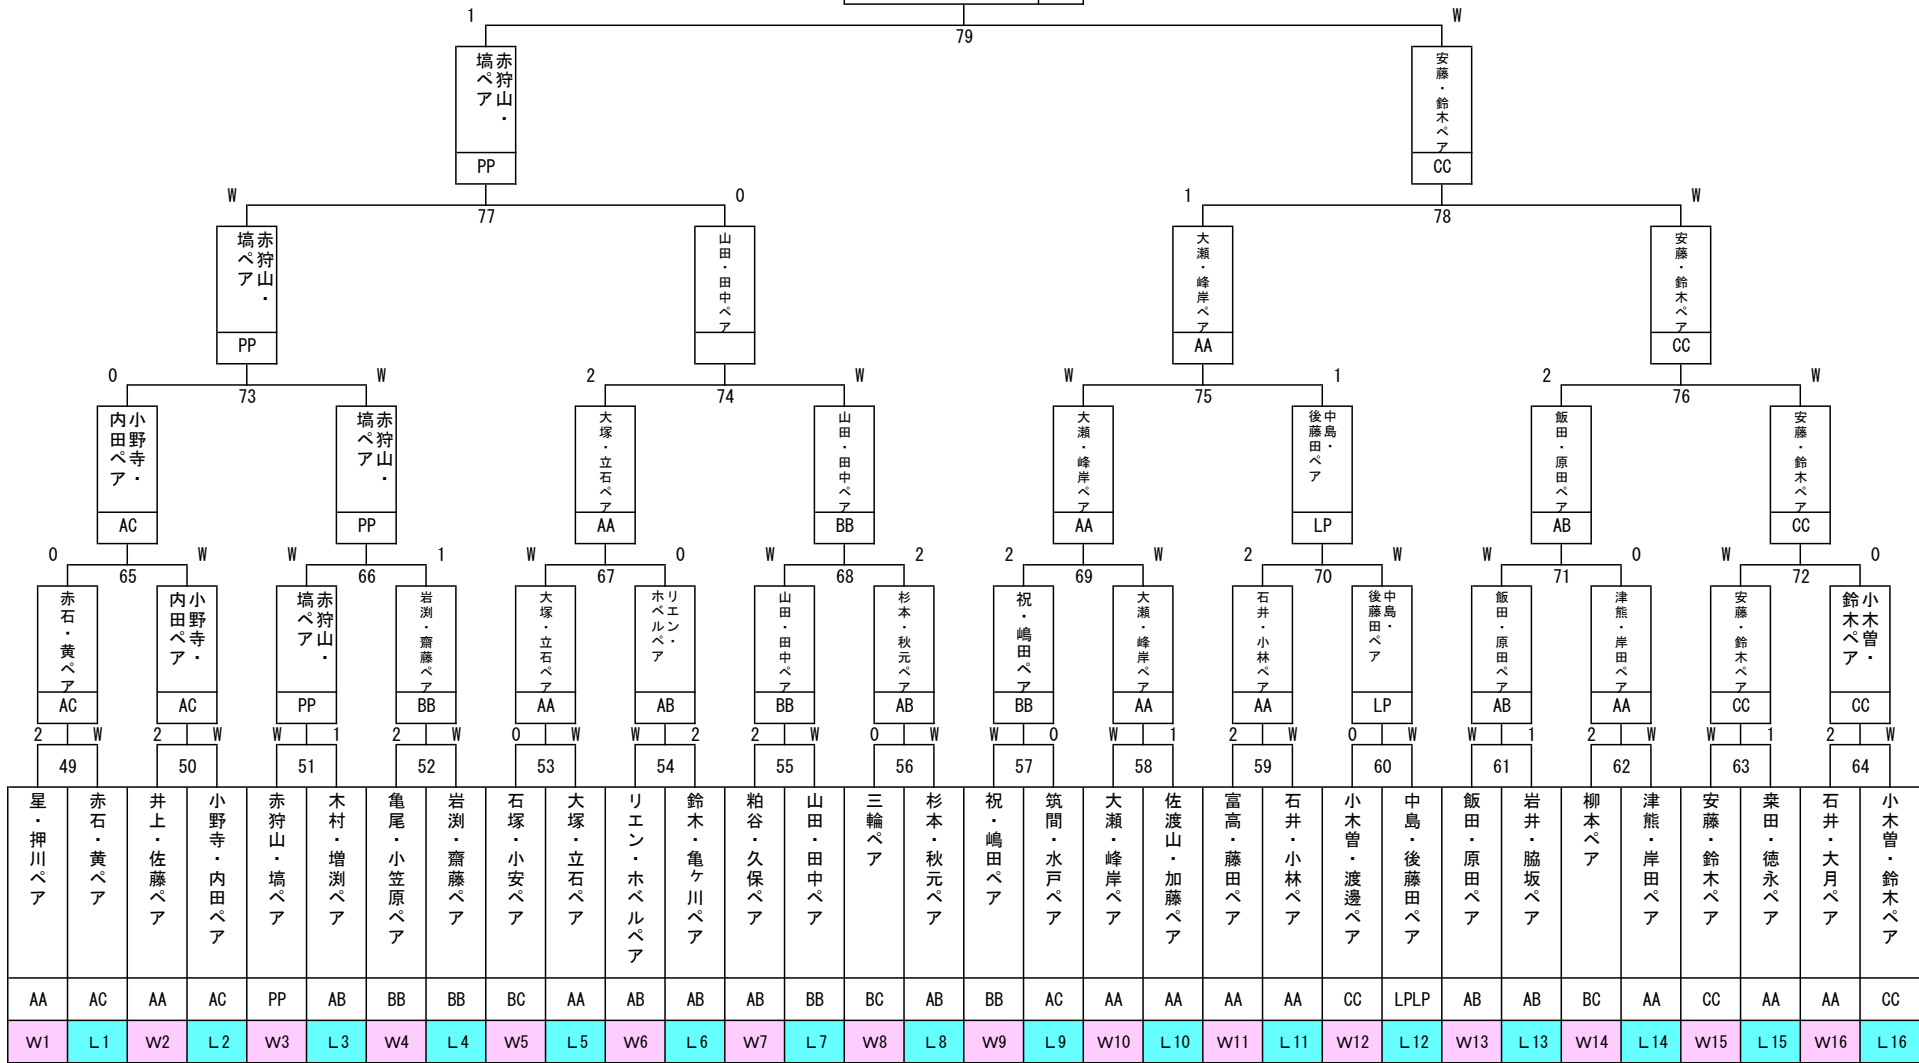 1
W
79
赤狩山・
塙ペア
安藤・鈴木ペア
PP
CC
W
0
1
W
77
78
赤狩山・
塙ペア
山田・田中ペア
大瀬・峰岸ペア
安藤・鈴木ペア
PP
AA
CC
0
W
2
W
W
1
2
W
73
74
75
76
小野寺・
内田ペア
赤狩山・
塙ペア
大塚・立石ペア
山田・田中ペア
大瀬・峰岸ペア
中島・
後藤田ペア
飯田・原田ペア
安藤・鈴木ペア
AC
PP
AA
BB
AA
LP
AB
CC
0
W
W
1
W
0
W
2
2
W
2
W
W
0
W
0
65
66
67
68
69
70
71
72
赤石・黄ペア
小野寺・
内田ペア
赤狩山・
塙ペア
岩渕・齋藤ペア
大塚・立石ペア
リエン・
ホベルペア
山田・田中ペア
杉本・秋元ペア
祝・嶋田ペア
大瀬・峰岸ペア
石井・小林ペア
中島・
後藤田ペア
飯田・原田ペア
津熊・岸田ペア
安藤・鈴木ペア
小木曽・
鈴木ペア
AC
AC
PP
BB
AA
AB
BB
AB
BB
AA
AA
LP
AB
AA
CC
CC
2
W
2
W
W
1
2
W
0
W
W
2
2
W
0
W
W
0
W
1
2
W
0
W
W
1
2
W
W
1
2
W
49
50
51
52
53
54
55
56
57
58
59
60
61
62
63
64
星・押川ペア
赤石・黄ペア
井上・佐藤ペア
小野寺・内田ペア
赤狩山・塙ペア
木村・増渕ペア
亀尾・小笠原ペア
岩渕・齋藤ペア
石塚・小安ペア
大塚・立石ペア
リエン・ホベルペア
鈴木・亀ヶ川ペア
粕谷・久保ペア
山田・田中ペア
三輪ペア
杉本・秋元ペア
祝・嶋田ペア
筑間・水戸ペア
大瀬・峰岸ペア
佐渡山・加藤ペア
富高・藤田ペア
石井・小林ペア
小木曽・渡邊ペア
中島・後藤田ペア
飯田・原田ペア
岩井・脇坂ペア
柳本ペア
津熊・岸田ペア
安藤・鈴木ペア
桒田・徳永ペア
石井・大月ペア
小木曽・鈴木ペア
AA
AC
AA
AC
PP
AB
BB
BB
BC
AA
AB
AB
AB
BB
BC
AB
BB
AC
AA
AA
AA
AA
CC
LPLP
AB
AB
BC
AA
CC
AA
AA
CC
W1
L1
W2
L2
W3
L3
W4
L4
W5
L5
W6
L6
W7
L7
W8
L8
W9
L9
W10
L10
W11
L11
W12
L12
W13
L13
W14
L14
W15
L15
W16
L16